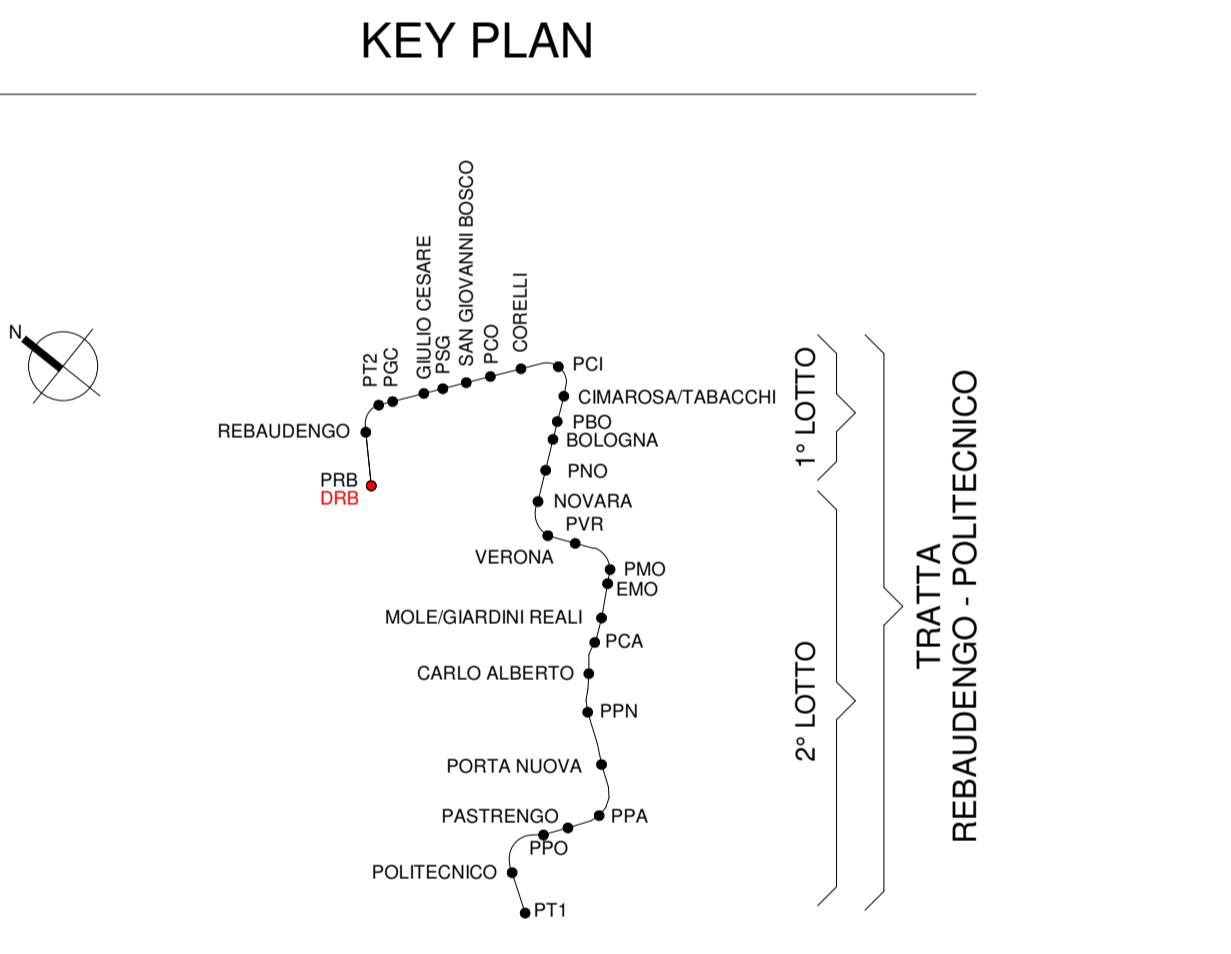 KEY PLAN
N
PT2
PGC
GIULIO CESARE
PSG
SAN GIOVANNI BOSCO
PCO
CORELLI
PCI
CIMAROSA/TABACCHI
PBO
REBAUDENGO
BOLOGNA
PNO
PRB
DRB
NOVARA
PVR
VERONA
PMO
EMO
MOLE/GIARDINI REALI
PCA
CARLO ALBERTO
PPN
PORTA NUOVA
PASTRENGO
PPA
PPO
POLITECNICO
PT1
1° LOTTO
2° LOTTO
TRATTA
REBAUDENGO - POLITECNICO